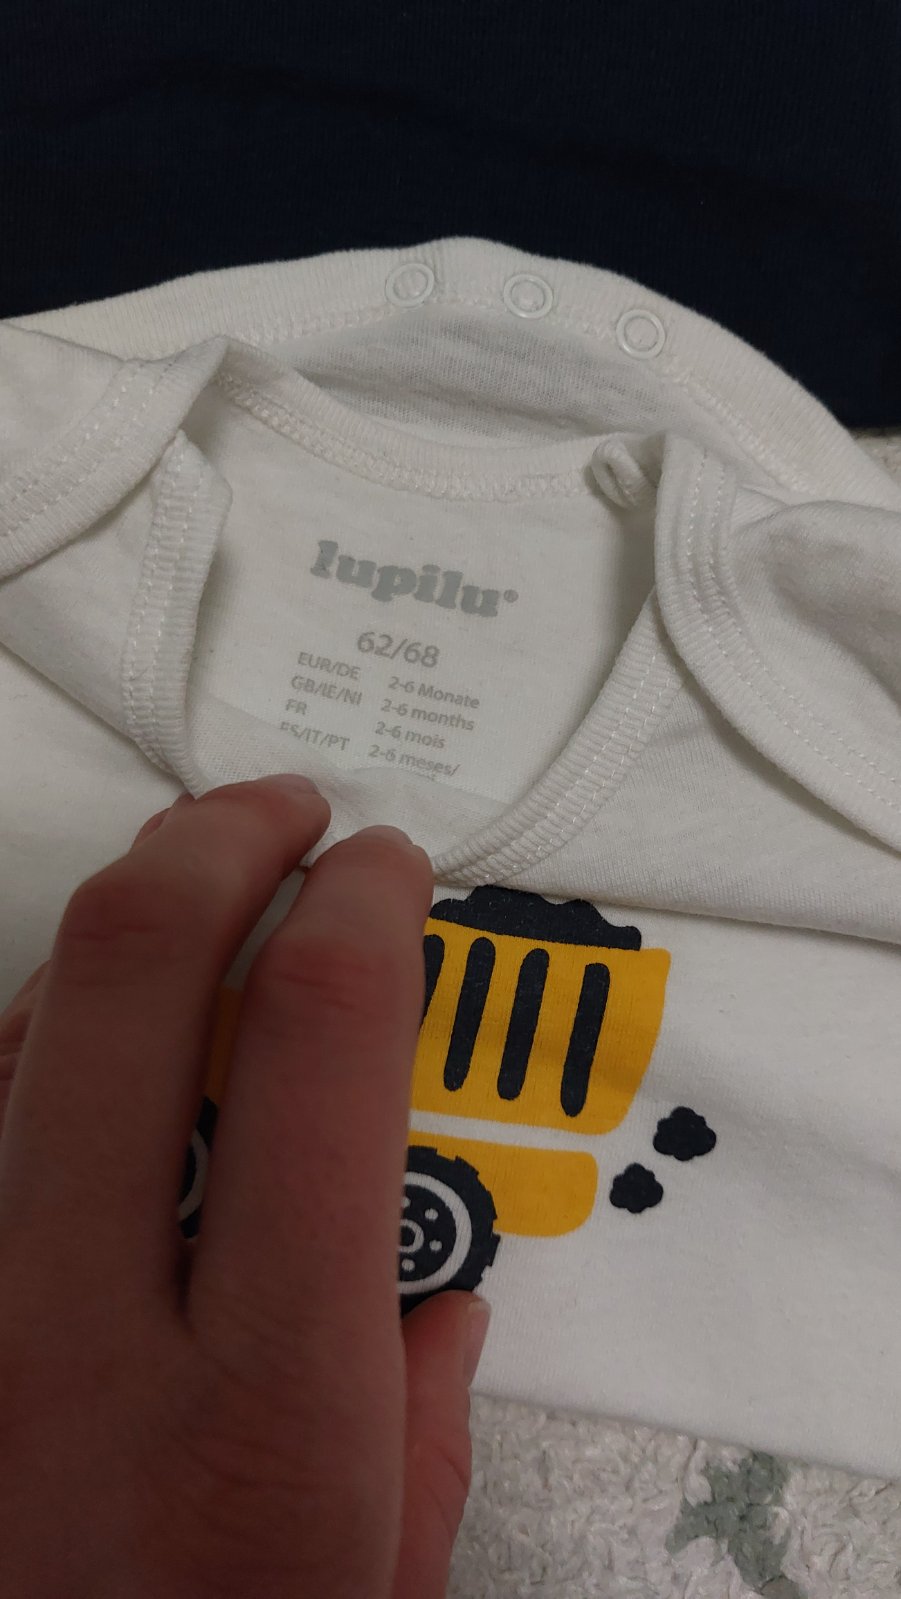 lupilu®
62/68
EUR/DE 2-6 Monate
GB/IE/NI 2-6 months
FR 2-6 mois
ES/IT/PT 2-6 meses/